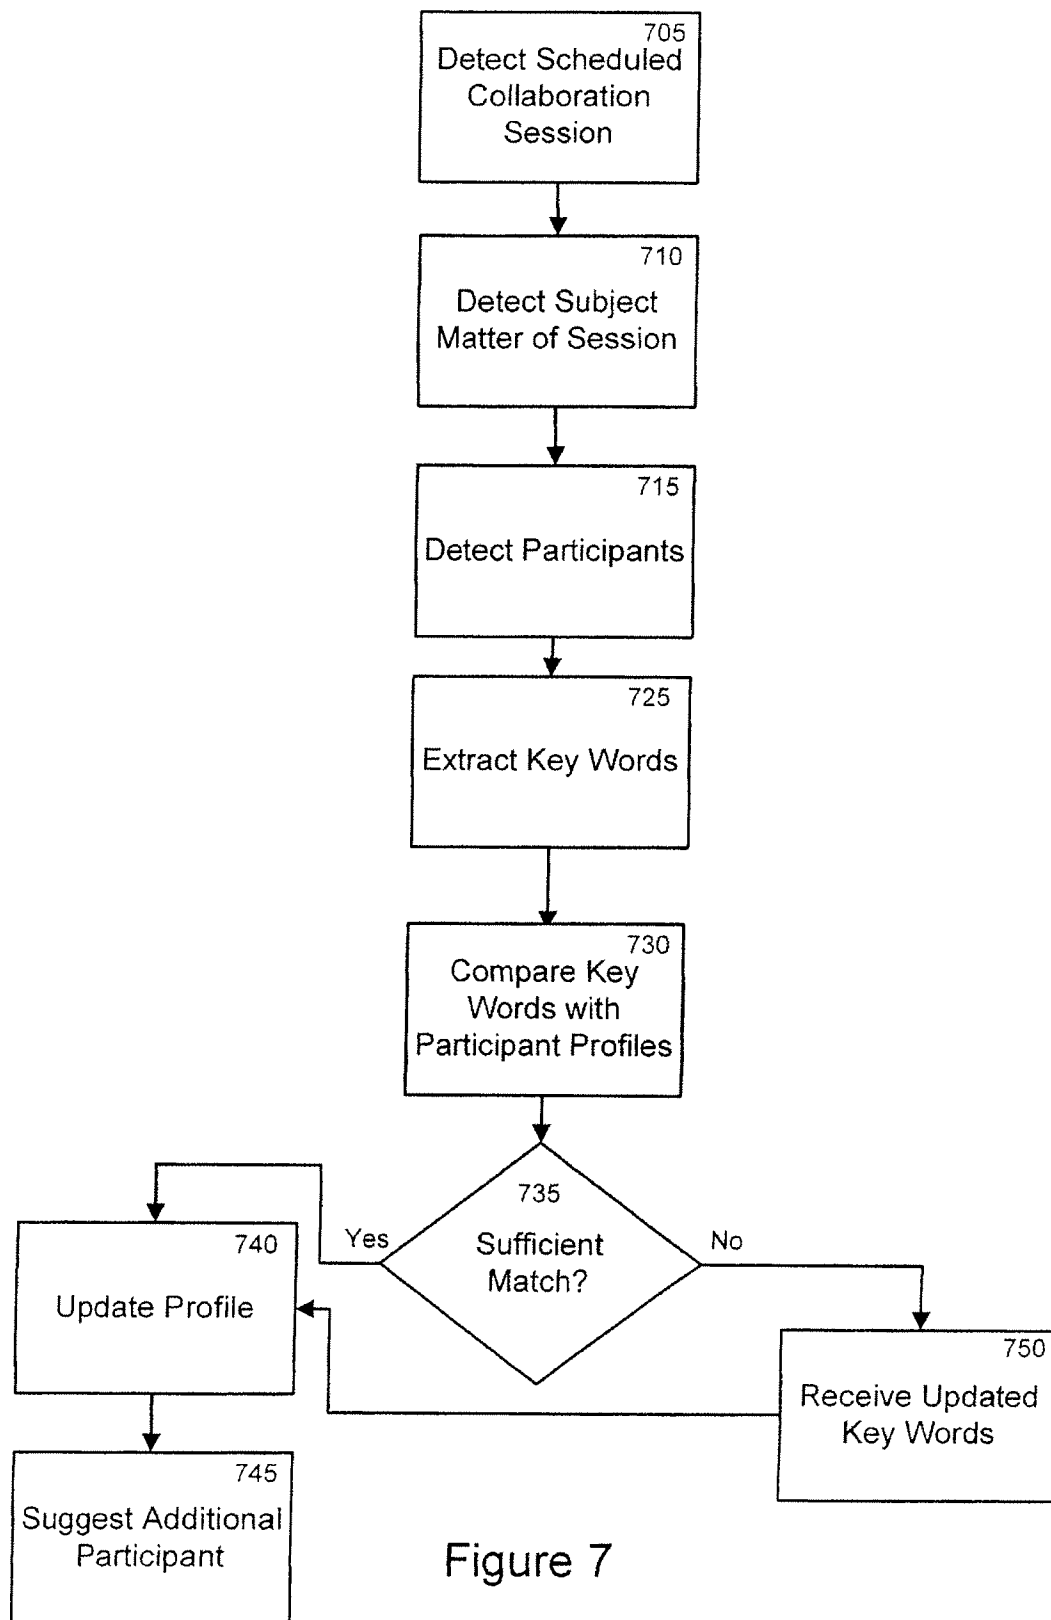 705
Detect Scheduled
Collaboration
Session
710
Detect Subject
Matter of Session
715
Detect Participants
725
Extract Key Words
730
Compare Key
Words with
Participant Profiles
735
Sufficient
Match?
Yes
No
740
Update Profile
750
Receive Updated
Key Words
745
Suggest Additional
Participant
Figure 7